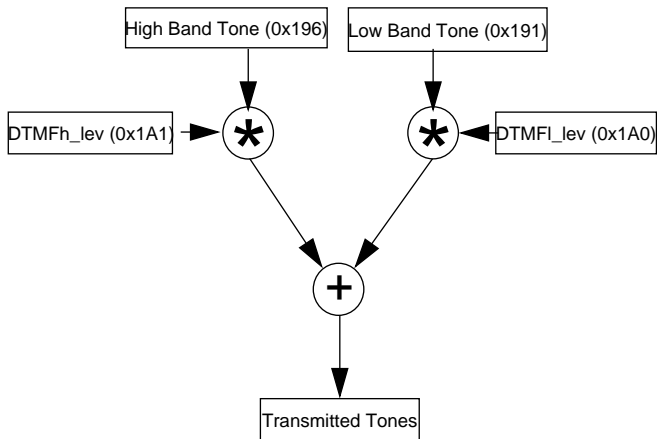 High Band Tone (0x196)
Low Band Tone (0x191)
DTMFh_lev (0x1A1)
*
*
DTMFl_lev (0x1A0)
+
Transmitted Tones